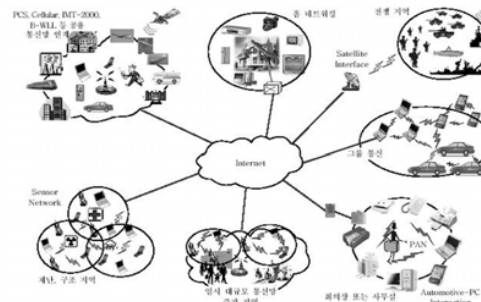 PCS, Cellular, IMT-2000,
B-WLL 등 공용
통신망 연계
홈 네트워킹
전쟁 지역
Satellite
Interface
그룹 통신
Internet
Sensor
Network
재난, 구조 지역
임시 대규모 통신망
PAN
회의장 또는 사무실
Automotive-PC